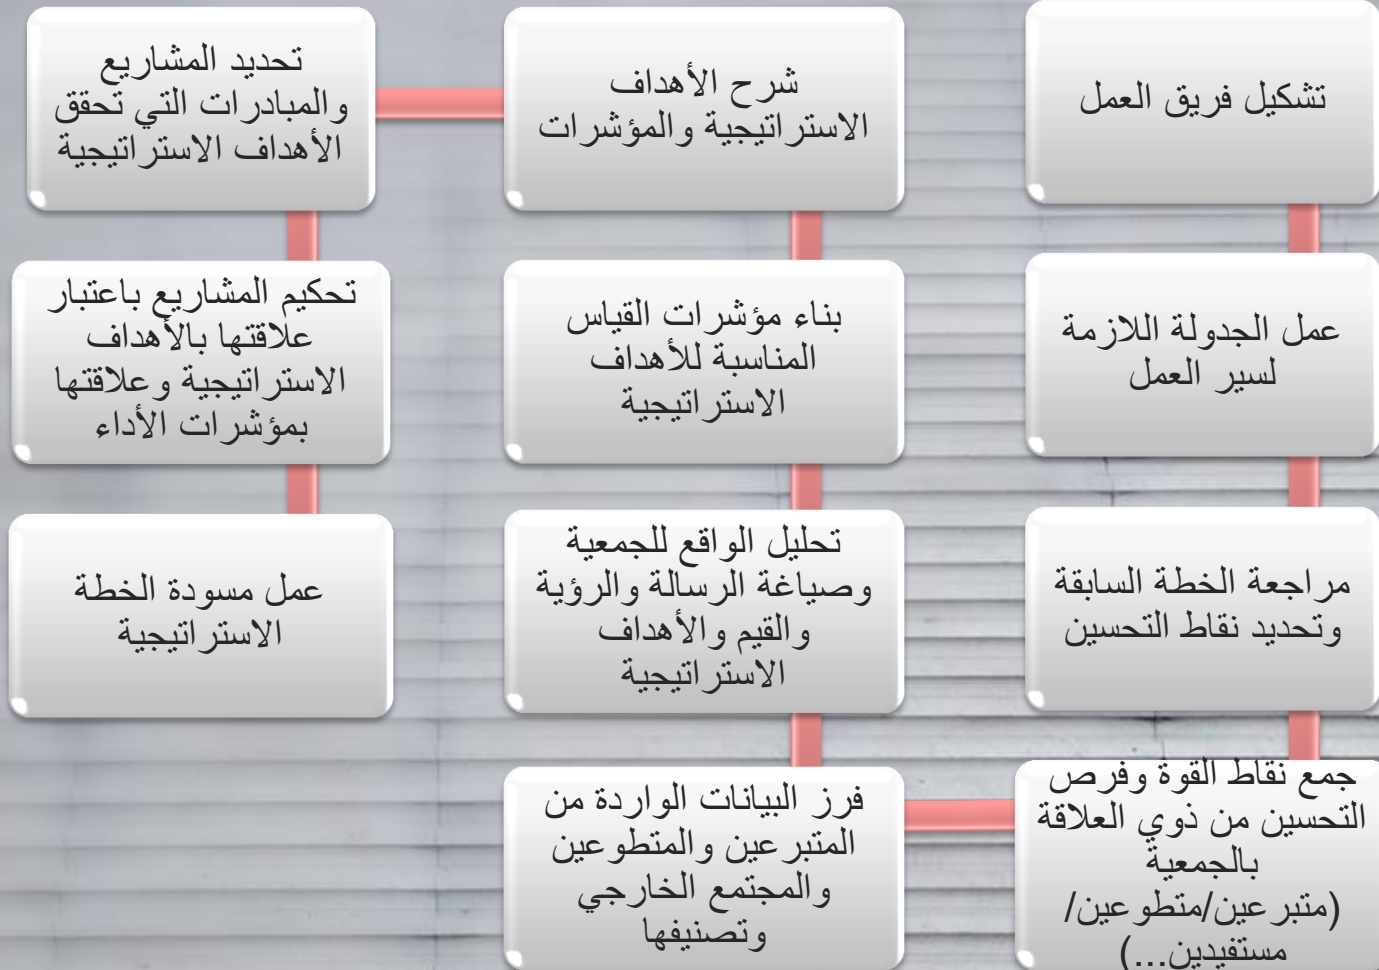 تشكيل فريق العمل
عمل الجدولة اللازمة
لسير العمل
مراجعة الخطة السابقة
وتحديد نقاط التحسين
جمع نقاط القوة وفرص
التحسين من ذوي العلاقة
بالجمعية
(متبرعين/متطوعين/
مستفيدين...)
فرز البيانات الواردة من
المتبرعين والمتطوعين
والمجتمع الخارجي
وتصنيفها
تحليل الواقع للجمعية
وصياغة الرسالة والرؤية
والقيم والأهداف
الاستراتيجية
بناء مؤشرات القياس
المناسبة للأهداف
الاستراتيجية
شرح الأهداف
الاستراتيجية والمؤشرات
تحديد المشاريع
والمبادرات التي تحقق
الأهداف الاستراتيجية
تحكيم المشاريع باعتبار
علاقتها بالأهداف
الاستراتيجية وعلاقتها
بمؤشرات الأداء
عمل مسودة الخطة
الاستراتيجية